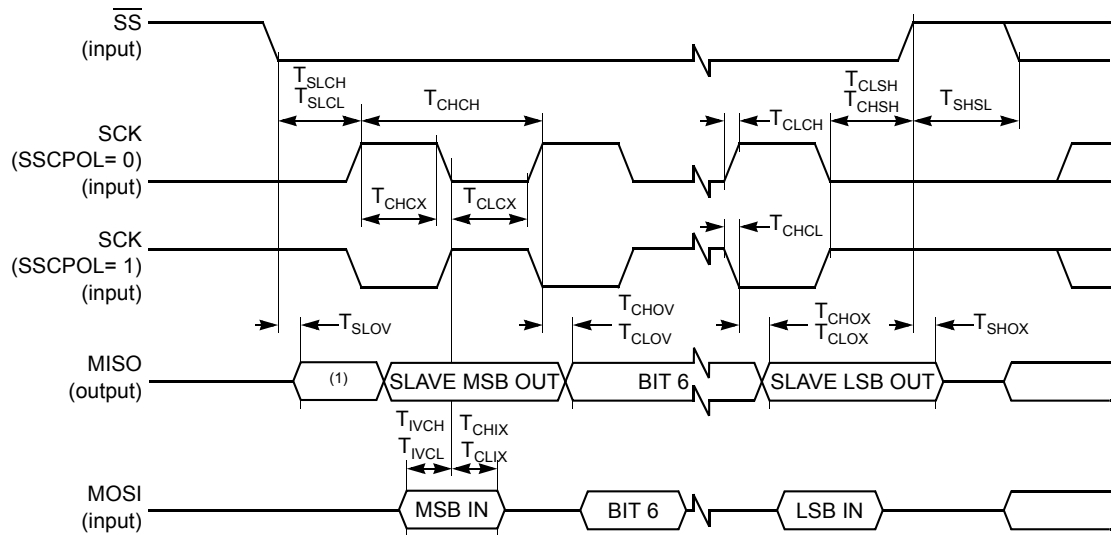 SS
(input)
TSLCH
TSLCL
TCHCH
TCLCH
TCLSH
TCHSH
TSHSL
SCK
(SSCPOL= 0)
(input)
TCHCX
TCLCX
TCHCL
SCK
(SSCPOL= 1)
(input)
TSLOV
TCHOV
TCLOV
TCHOX
TCLOX
TSHOX
MISO
(output)
(1)
SLAVE MSB OUT
BIT 6
SLAVE LSB OUT
TIVCH
TIVCL
TCHIX
TCLIX
MOSI
(input)
MSB IN
BIT 6
LSB IN